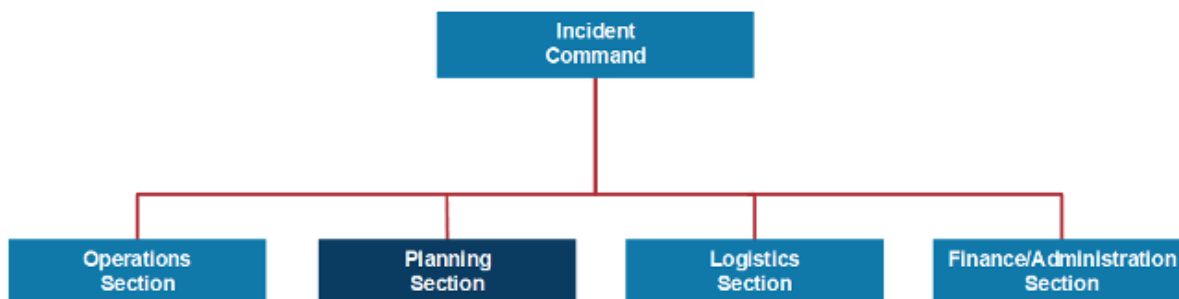 Incident
Command
Operations
Section
Planning
Section
Logistics
Section
Finance/Administration
Section